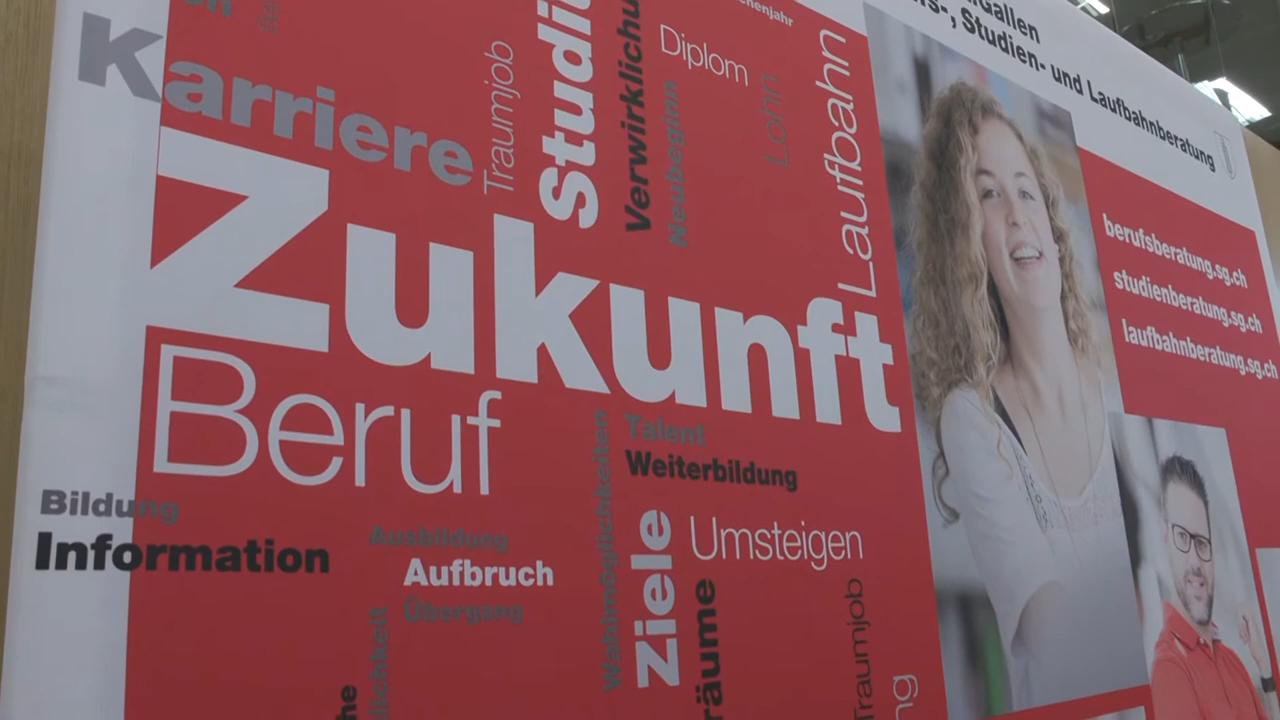 Karriere
Traumjob
Verwirklichu
Neubeginn
Diplom
Lohn
Laufbahn
Zukunft
Beruf
Bildung
Information
Ausbildung
Aufbruch
Übergang
Wahlmöglichkeiten
Talent
Weiterbildung
Ziele
Umsteigen
räume
Traumjob
lichkeit
Studien- und Laufbahnberatung
berufsberatung.sg.ch
studienberatung.sg.ch
laufbahnberatung.sg.ch